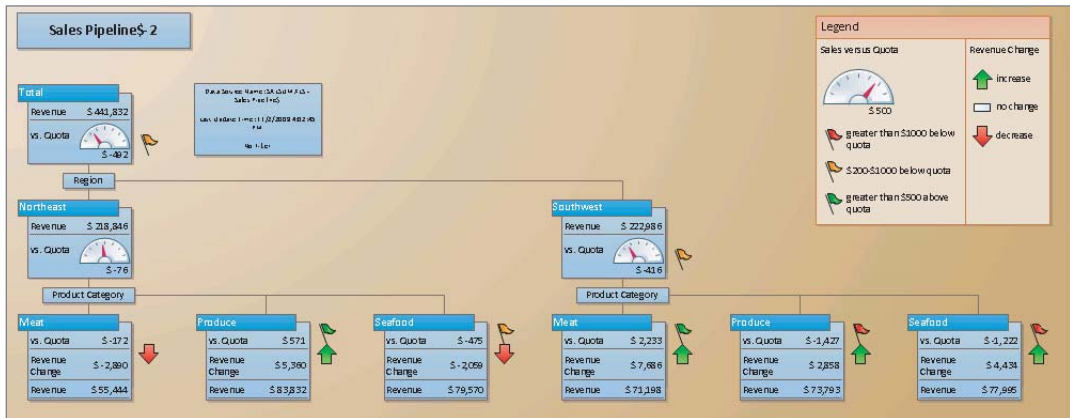 Sales Pipeline$-2
Legend
Sales versus Quota
$500
greater than $1000 below
quota
$200-$1000 below quota
greater than $500 above
quota
Revenue Change
increase
no change
decrease
Total
Revenue $441,832
vs. Quota
$-492
Sales Pipeline$
Region
Northeast
Revenue $218,846
vs. Quota
$-76
Southwest
Revenue $222,986
vs. Quota
$-416
Product Category
Product Category
Meat
vs. Quota $-172
Revenue
Change $-2,890
Revenue $55,444
Produce
vs. Quota $571
Revenue
Change $5,360
Revenue $83,832
Seafood
vs. Quota $-475
Revenue
Change $-2,059
Revenue $79,570
Meat
vs. Quota $2,233
Revenue
Change $7,686
Revenue $71,198
Produce
vs. Quota $-1,427
Revenue
Change $2,858
Revenue $73,793
Seafood
vs. Quota $-1,222
Revenue
Change $4,434
Revenue $77,995